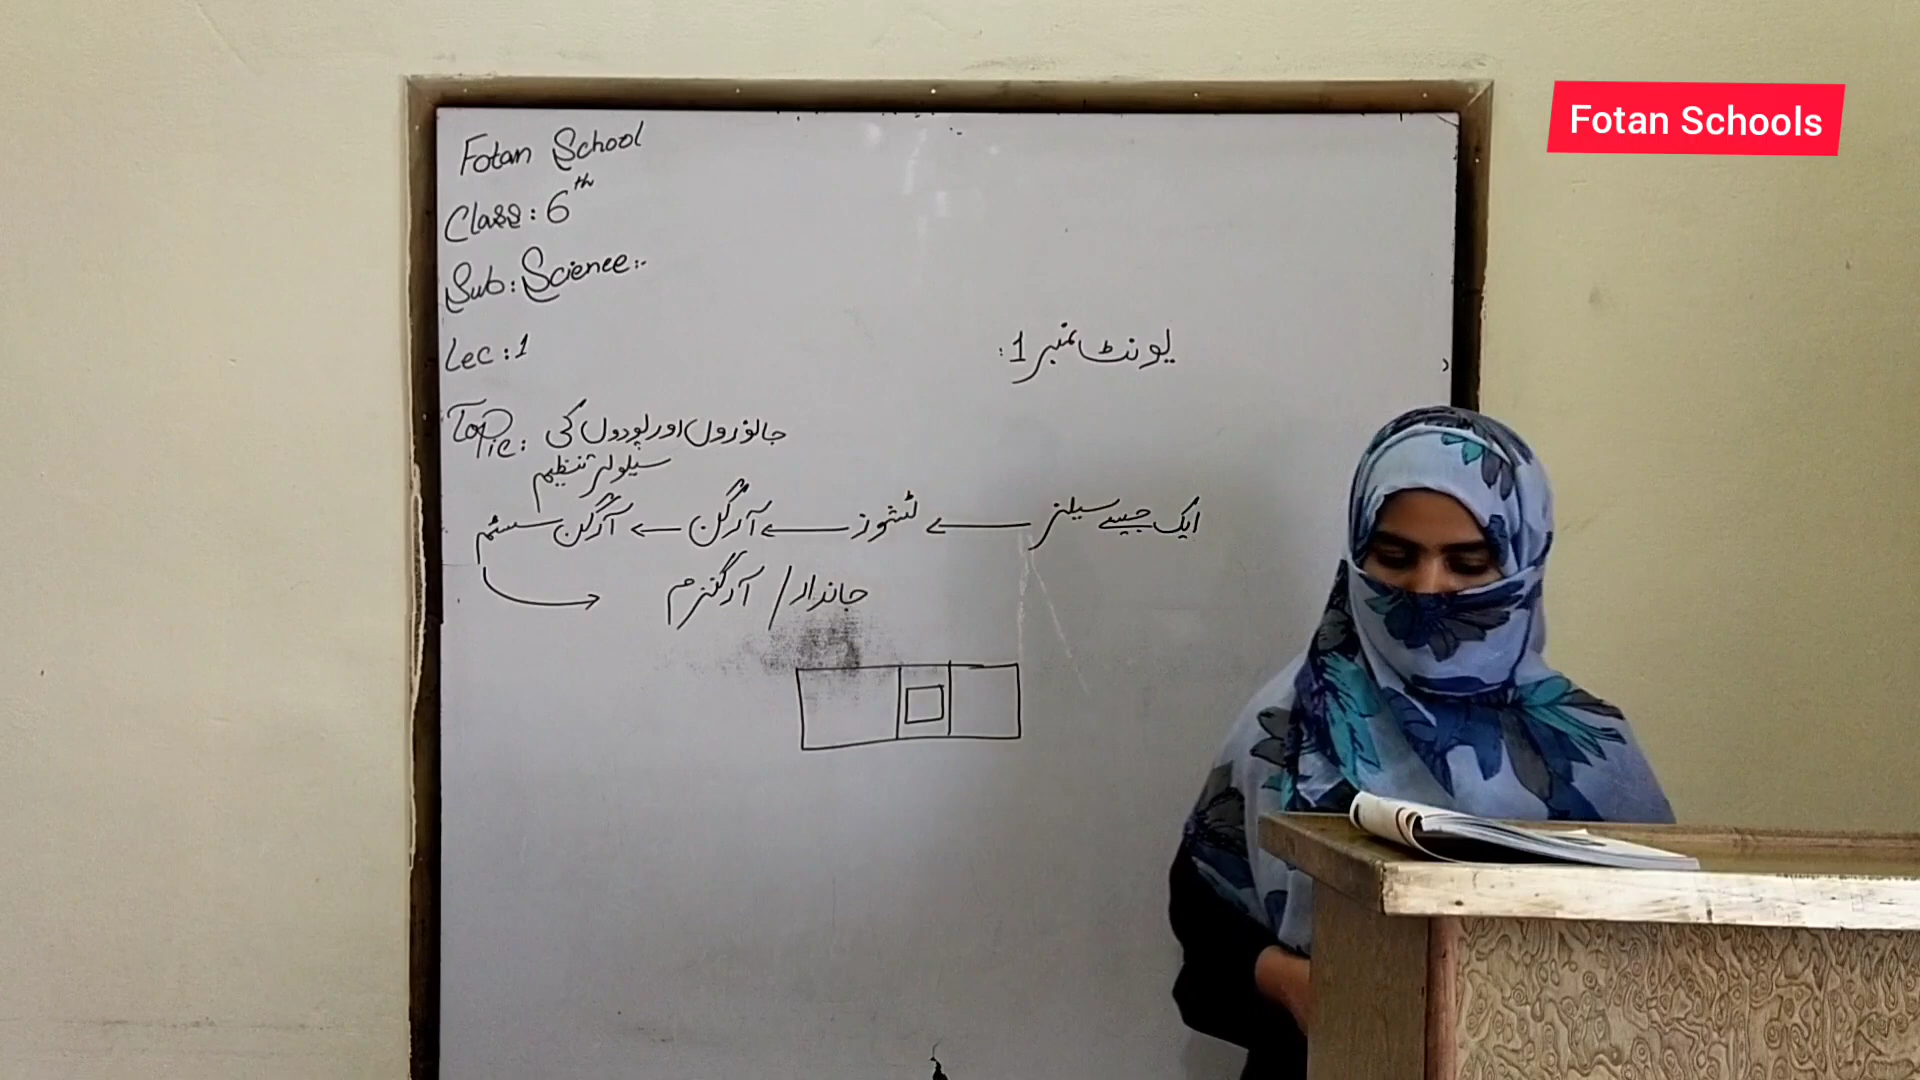 Fotan Schools
Fotan School
Class: 6th
Sub: Science:-
Lec: 1
یونٹ نمبر 1:
Topic: جانوروں اور پودوں کی
سیلولر تنظیم
ایک جیسے سیلز ← ٹشوز ← آرگن ← آرگن سسٹم
→ جاندار / آرگنزم